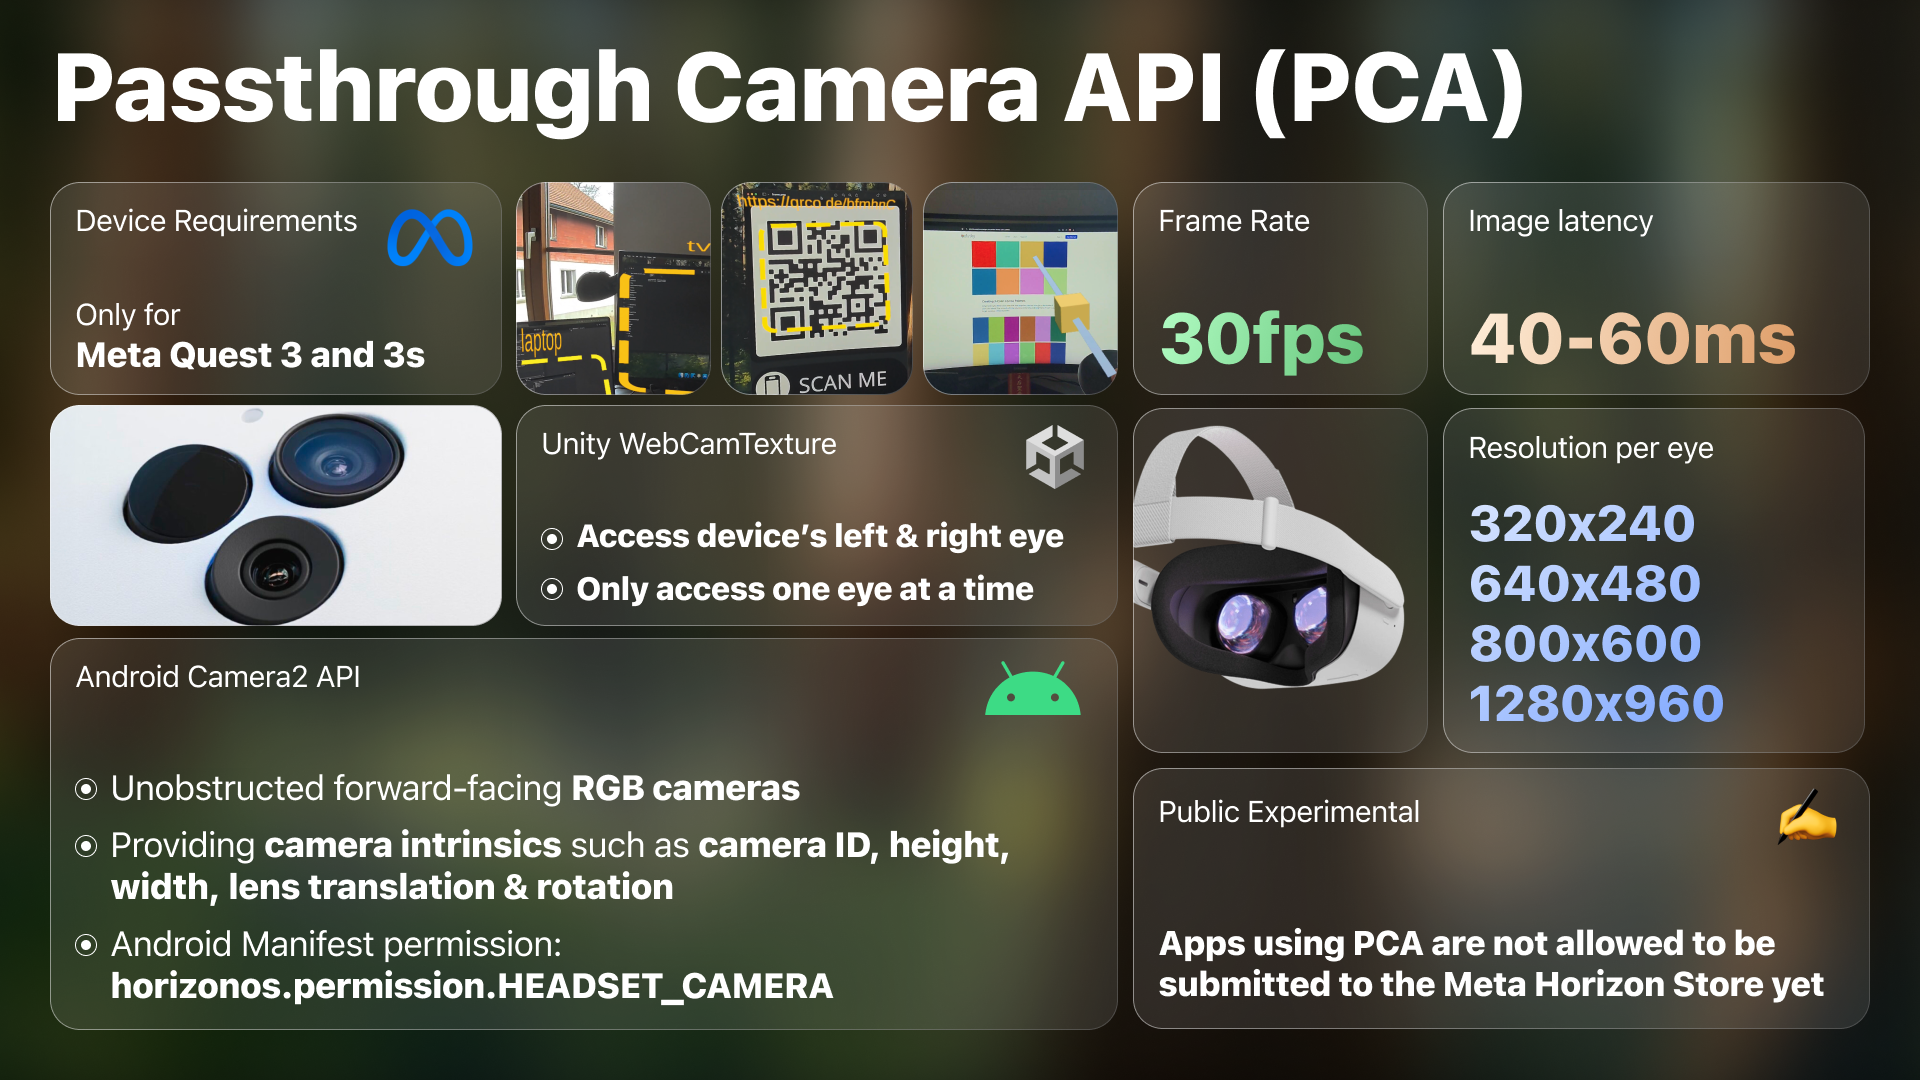 Passthrough Camera API (PCA)
Device Requirements
Only for
Meta Quest 3 and 3s
tv
laptop
https://qrco.de/bfmhnC
SCAN ME
Frame Rate
30fps
Image latency
40-60ms
Unity WebCamTexture
Access device’s left & right eye
Only access one eye at a time
Resolution per eye
320x240
640x480
800x600
1280x960
Android Camera2 API
Unobstructed forward-facing RGB cameras
Providing camera intrinsics such as camera ID, height,
width, lens translation & rotation
Android Manifest permission:
horizonos.permission.HEADSET_CAMERA
Public Experimental
Apps using PCA are not allowed to be
submitted to the Meta Horizon Store yet